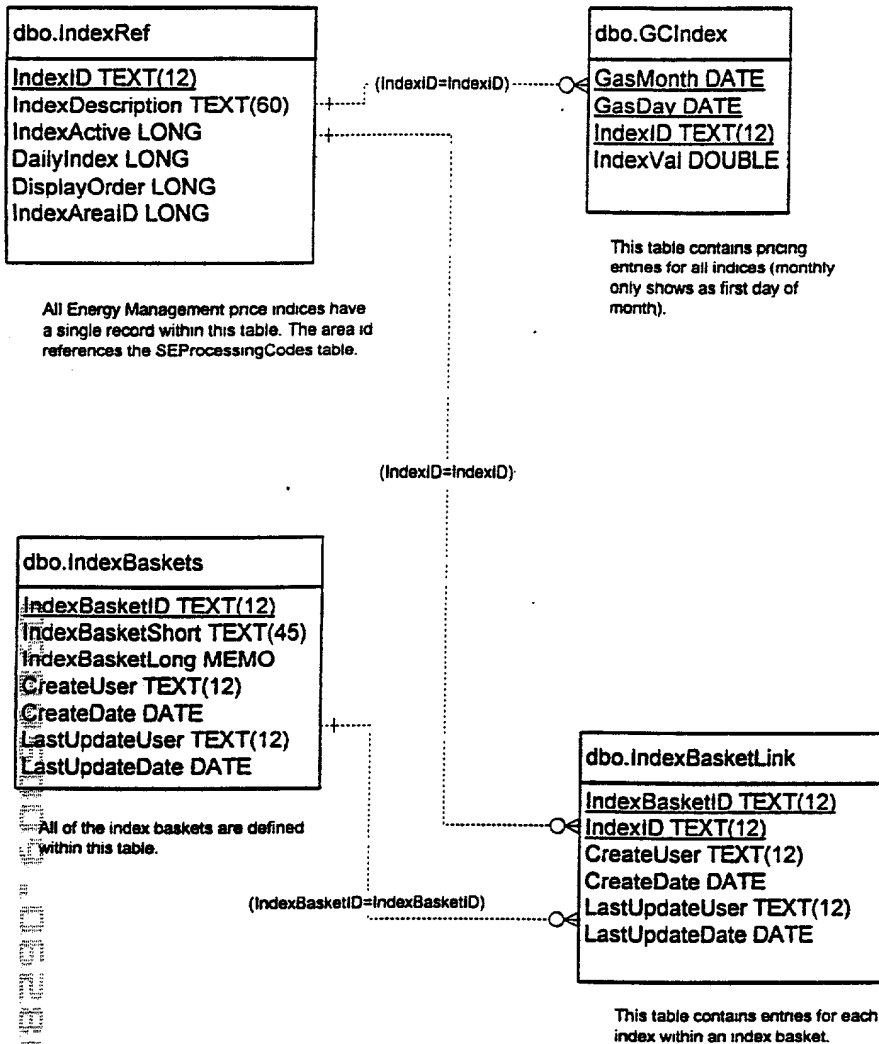 dbo.IndexRef
IndexID TEXT(12)
IndexDescription TEXT(60)
IndexActive LONG
DailyIndex LONG
DisplayOrder LONG
IndexAreaID LONG
All Energy Management price indices have
a single record within this table. The area id
references the SEProcessingCodes table.
(IndexID=IndexID)
dbo.GCIndex
GasMonth DATE
GasDay DATE
IndexID TEXT(12)
IndexVal DOUBLE
This table contains pricing
entries for all indices (monthly
only shows as first day of
month).
(IndexID=IndexID)
dbo.IndexBaskets
IndexBasketID TEXT(12)
IndexBasketShort TEXT(45)
IndexBasketLong MEMO
CreateUser TEXT(12)
CreateDate DATE
LastUpdateUser TEXT(12)
LastUpdateDate DATE
All of the index baskets are defined
within this table.
(IndexBasketID=IndexBasketID)
dbo.IndexBasketLink
IndexBasketID TEXT(12)
IndexID TEXT(12)
CreateUser TEXT(12)
CreateDate DATE
LastUpdateUser TEXT(12)
LastUpdateDate DATE
This table contains entries for each
index within an index basket.